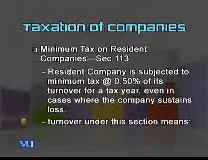 Taxation of companies
Minimum Tax on Resident
Companies Sec 113
- Resident Company is subjected to
minimum tax @ 0.50% of its
turnover for a tax year, even in
cases where the company sustains
loss.
- turnover under this section means:
VU